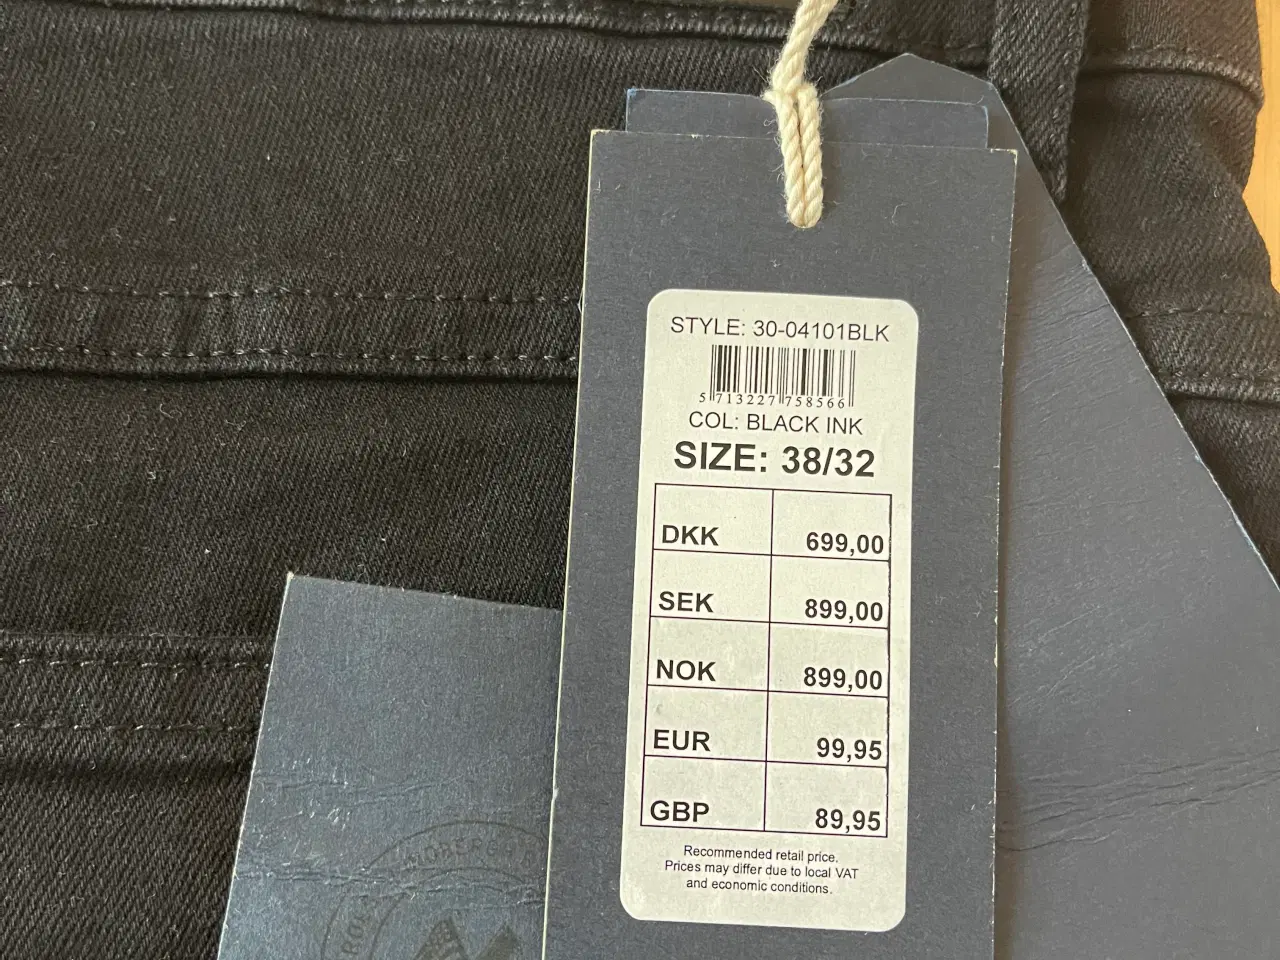 STYLE: 30-04101BLK
5 713227 758566
COL: BLACK INK
SIZE: 38/32
DKK 699,00
SEK 899,00
NOK 899,00
EUR 99,95
GBP 89,95
Recommended retail price.
Prices may differ due to local VAT
and economic conditions.